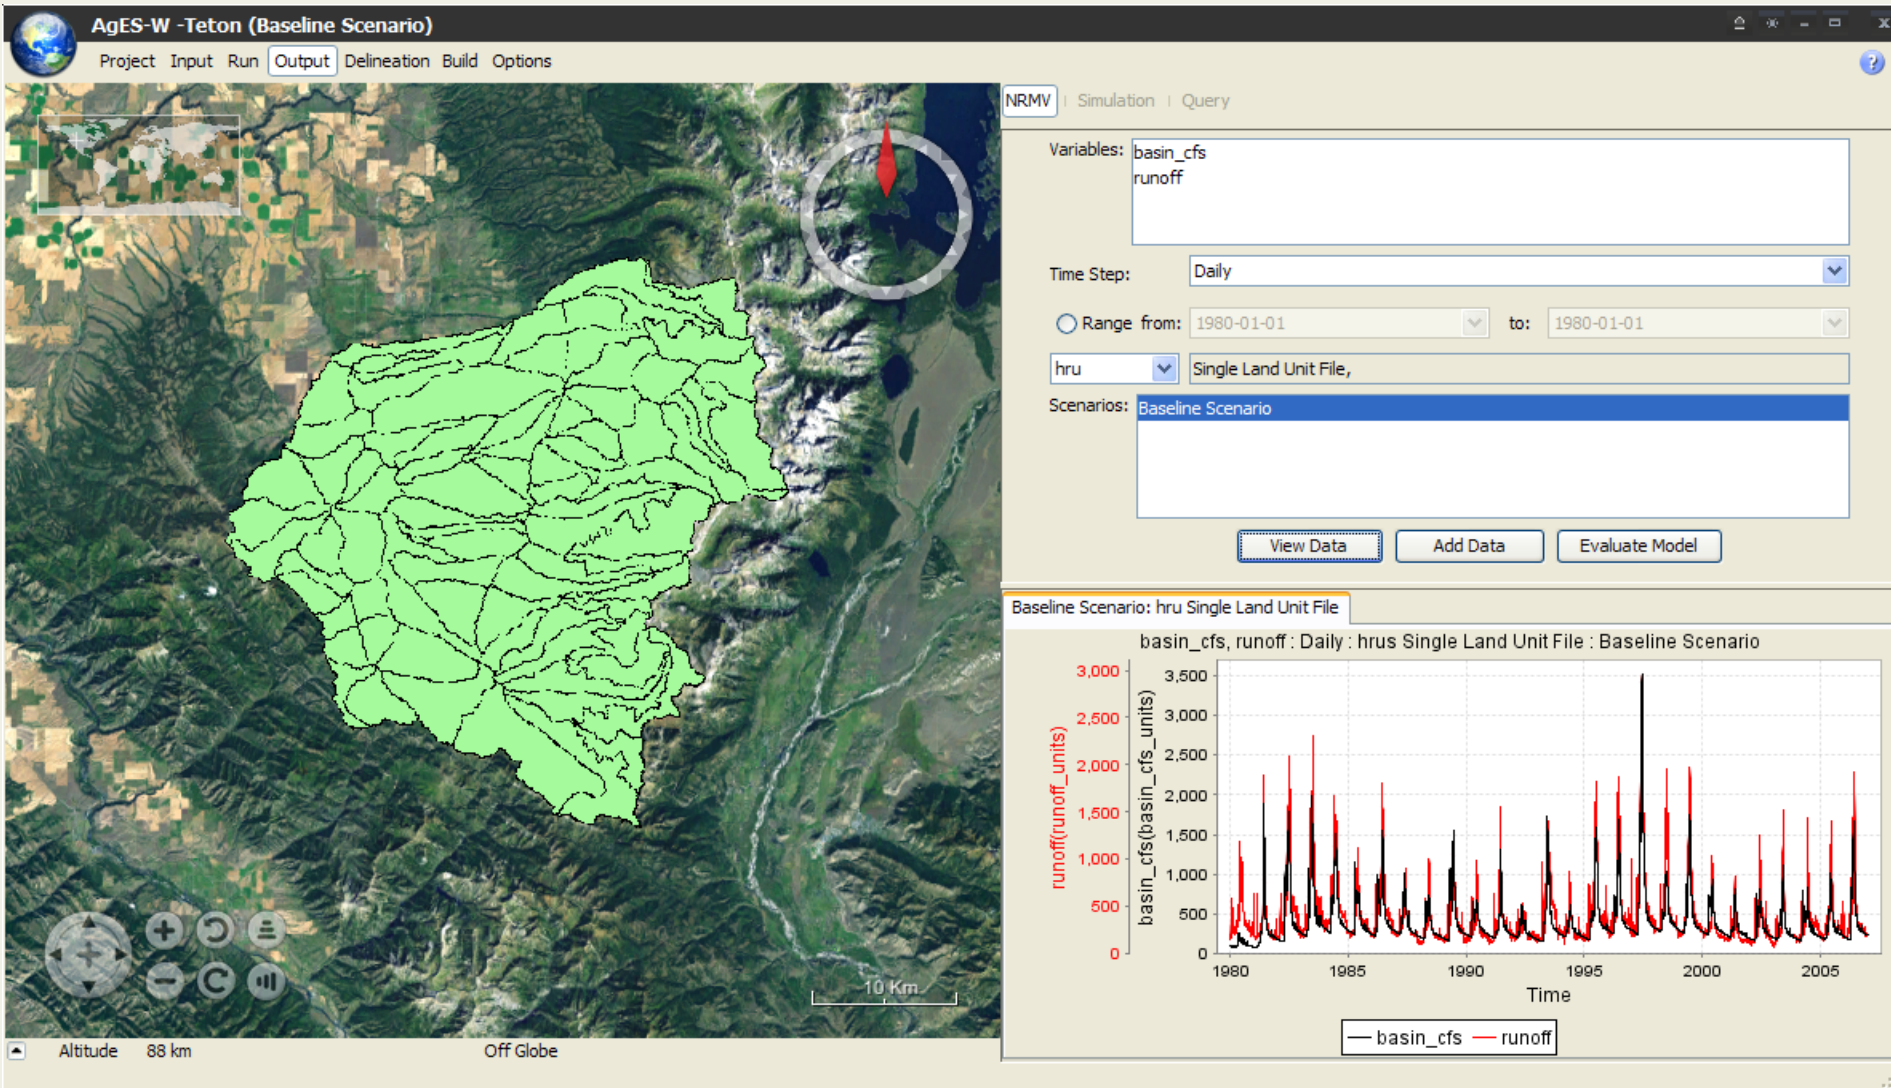 AgES-W -Teton (Baseline Scenario)
Project Input Run Output Delineation Build Options
NRMV Simulation Query
Variables:
basin_cfs
runoff
Time Step: Daily
Range from: 1980-01-01 to: 1980-01-01
hru Single Land Unit File,
Scenarios: Baseline Scenario
View Data Add Data Evaluate Model
Baseline Scenario: hru Single Land Unit File
basin_cfs, runoff : Daily : hrus Single Land Unit File : Baseline Scenario
runoff(runoff_units)
3,000
2,500
2,000
1,500
1,000
500
0
basin_cfs(basin_cfs_units)
3,500
3,000
2,500
2,000
1,500
1,000
500
0
1980 1985 1990 1995 2000 2005
Time
basin_cfs runoff
10 Km
Altitude 88 km Off Globe